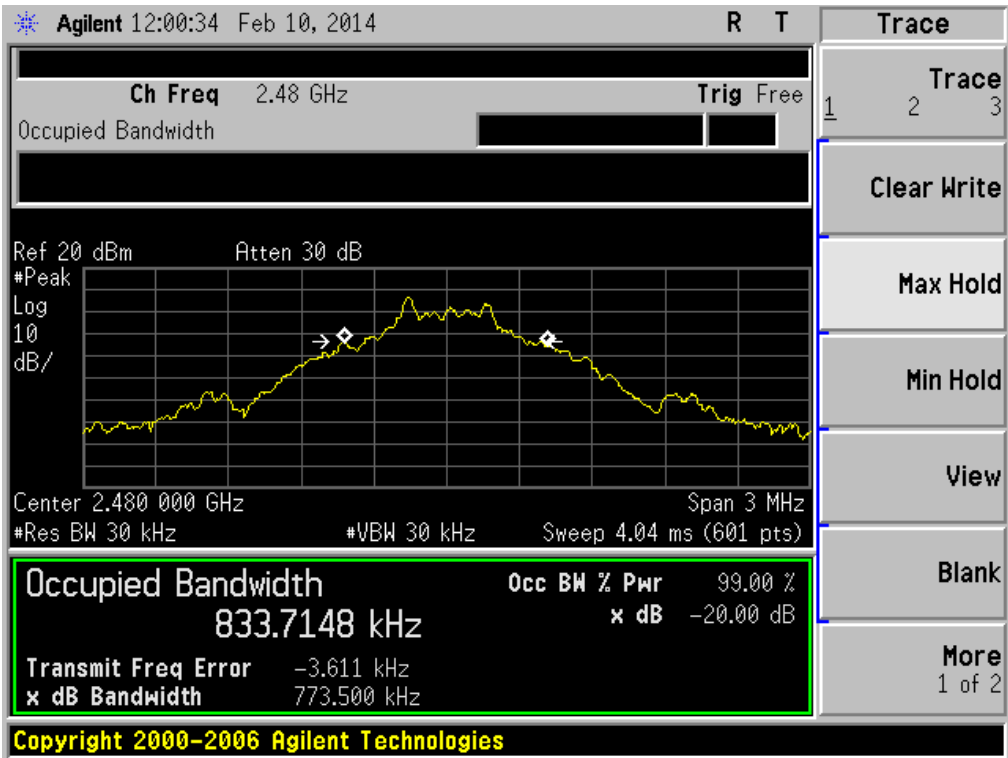 Agilent 12:00:34 Feb 10, 2014 R T
Trace
Ch Freq 2.48 GHz Trig Free
Occupied Bandwidth
Ref 20 dBm Atten 30 dB
#Peak
Log
10
dB/
Center 2.480 000 GHz Span 3 MHz
#Res BW 30 kHz #VBW 30 kHz Sweep 4.04 ms (601 pts)
Occupied Bandwidth
833.7148 kHz
Occ BW % Pwr 99.00 %
x dB -20.00 dB
Transmit Freq Error -3.611 kHz
x dB Bandwidth 773.500 kHz
Trace
1 2 3
Clear Write
Max Hold
Min Hold
View
Blank
More
1 of 2
Copyright 2000-2006 Agilent Technologies